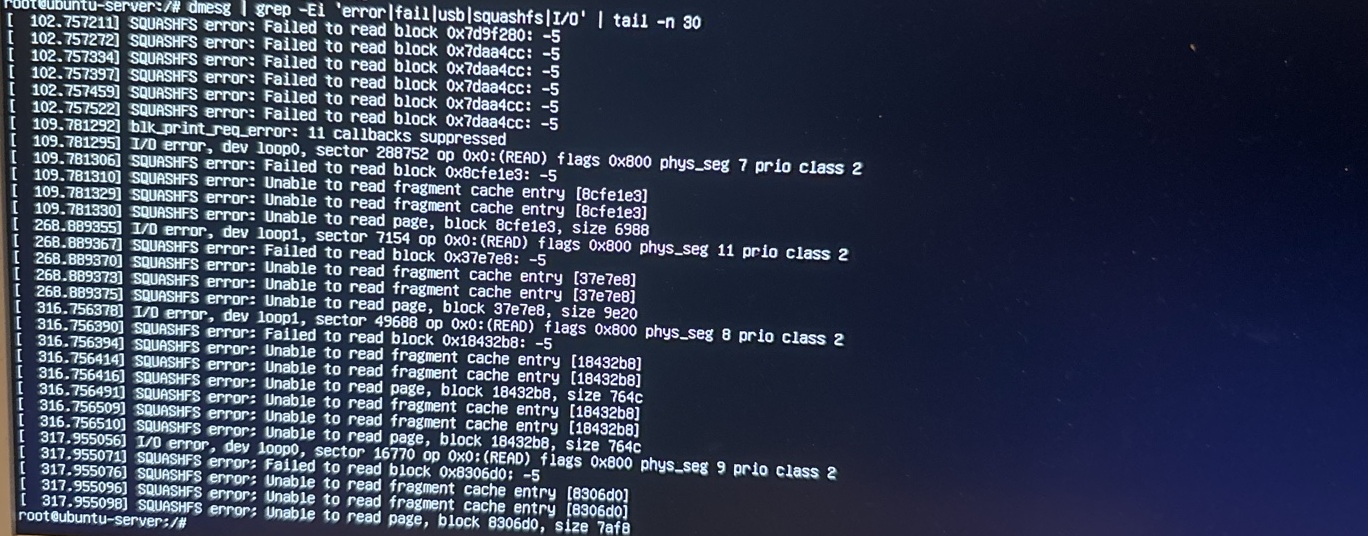 root@ubuntu-server:/# dmesg | grep -Ei 'error|fail|usb|squashfs|I/O' | tail -n 30
[  102.757211] SQUASHFS error: Failed to read block 0x7d9f280: -5
[  102.757272] SQUASHFS error: Failed to read block 0x7daa4cc: -5
[  102.757334] SQUASHFS error: Failed to read block 0x7daa4cc: -5
[  102.757397] SQUASHFS error: Failed to read block 0x7daa4cc: -5
[  102.757459] SQUASHFS error: Failed to read block 0x7daa4cc: -5
[  102.757522] SQUASHFS error: Failed to read block 0x7daa4cc: -5
[  109.781292] blk_print_req_error: 11 callbacks suppressed
[  109.781295] I/O error, dev loop0, sector 288752 op 0x0:(READ) flags 0x800 phys_seg 7 prio class 2
[  109.781306] SQUASHFS error: Failed to read block 0x8cfe1e3: -5
[  109.781310] SQUASHFS error: Unable to read fragment cache entry [8cfe1e3]
[  109.781329] SQUASHFS error: Unable to read fragment cache entry [8cfe1e3]
[  109.781330] SQUASHFS error: Unable to read page, block 8cfe1e3, size 6988
[  268.889355] I/O error, dev loop1, sector 7154 op 0x0:(READ) flags 0x800 phys_seg 11 prio class 2
[  268.889367] SQUASHFS error: Failed to read block 0x37e7e8: -5
[  268.889370] SQUASHFS error: Unable to read fragment cache entry [37e7e8]
[  268.889373] SQUASHFS error: Unable to read fragment cache entry [37e7e8]
[  268.889375] SQUASHFS error: Unable to read page, block 37e7e8, size 9e20
[  316.756378] I/O error, dev loop1, sector 49688 op 0x0:(READ) flags 0x800 phys_seg 8 prio class 2
[  316.756390] SQUASHFS error: Failed to read block 0x18432b8: -5
[  316.756394] SQUASHFS error: Unable to read fragment cache entry [18432b8]
[  316.756414] SQUASHFS error: Unable to read fragment cache entry [18432b8]
[  316.756416] SQUASHFS error: Unable to read page, block 18432b8, size 764c
[  316.756491] SQUASHFS error: Unable to read fragment cache entry [18432b8]
[  316.756509] SQUASHFS error: Unable to read fragment cache entry [18432b8]
[  316.756510] SQUASHFS error: Unable to read page, block 18432b8, size 764c
[  317.955056] I/O error, dev loop0, sector 16770 op 0x0:(READ) flags 0x800 phys_seg 9 prio class 2
[  317.955071] SQUASHFS error: Failed to read block 0x8306d0: -5
[  317.955076] SQUASHFS error: Unable to read fragment cache entry [8306d0]
[  317.955096] SQUASHFS error: Unable to read fragment cache entry [8306d0]
[  317.955098] SQUASHFS error: Unable to read page, block 8306d0, size 7af8
root@ubuntu-server:/#